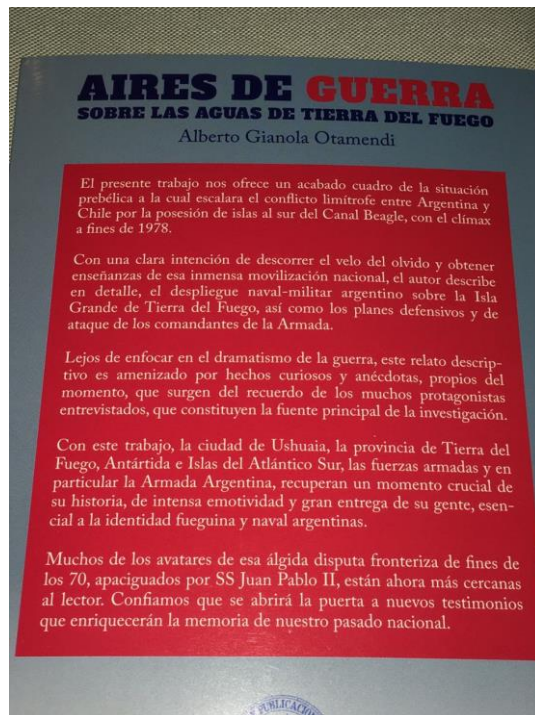 AIRES DE GUERRA
SOBRE LAS AGUAS DE TIERRA DEL FUEGO
Alberto Gianola Otamendi
El presente trabajo nos ofrece un acabado cuadro de la situación
prebélica a la cual escalara el conflicto limítrofe entre Argentina y
Chile por la posesión de islas al sur del Canal Beagle, con el clímax
a fines de 1978.
Con una clara intención de descorrer el velo del olvido y obtener
enseñanzas de esa inmensa movilización nacional, el autor describe
en detalle, el despliegue naval-militar argentino sobre la Isla
Grande de Tierra del Fuego, así como los planes defensivos y de
ataque de los comandantes de la Armada.
Lejos de enfocar en el dramatismo de la guerra, este relato descrip-
tivo es amenizado por hechos curiosos y anécdotas, propios del
momento, que surgen del recuerdo de los muchos protagonistas
entrevistados, que constituyen la fuente principal de la investigación.
Con este trabajo, la ciudad de Ushuaia, la provincia de Tierra del
Fuego, Antártida e Islas del Atlántico Sur, las fuerzas armadas y en
particular la Armada Argentina, recuperan un momento crucial de
su historia, de intensa emotividad y gran entrega de su gente, esen-
cial a la identidad fueguina y naval argentinas.
Muchos de los avatares de esa álgida disputa fronteriza de fines de
los 70, apaciguados por SS Juan Pablo II, están ahora más cercanas
al lector. Confiamos que se abrirá la puerta a nuevos testimonios
que enriquecerán la memoria de nuestro pasado nacional.